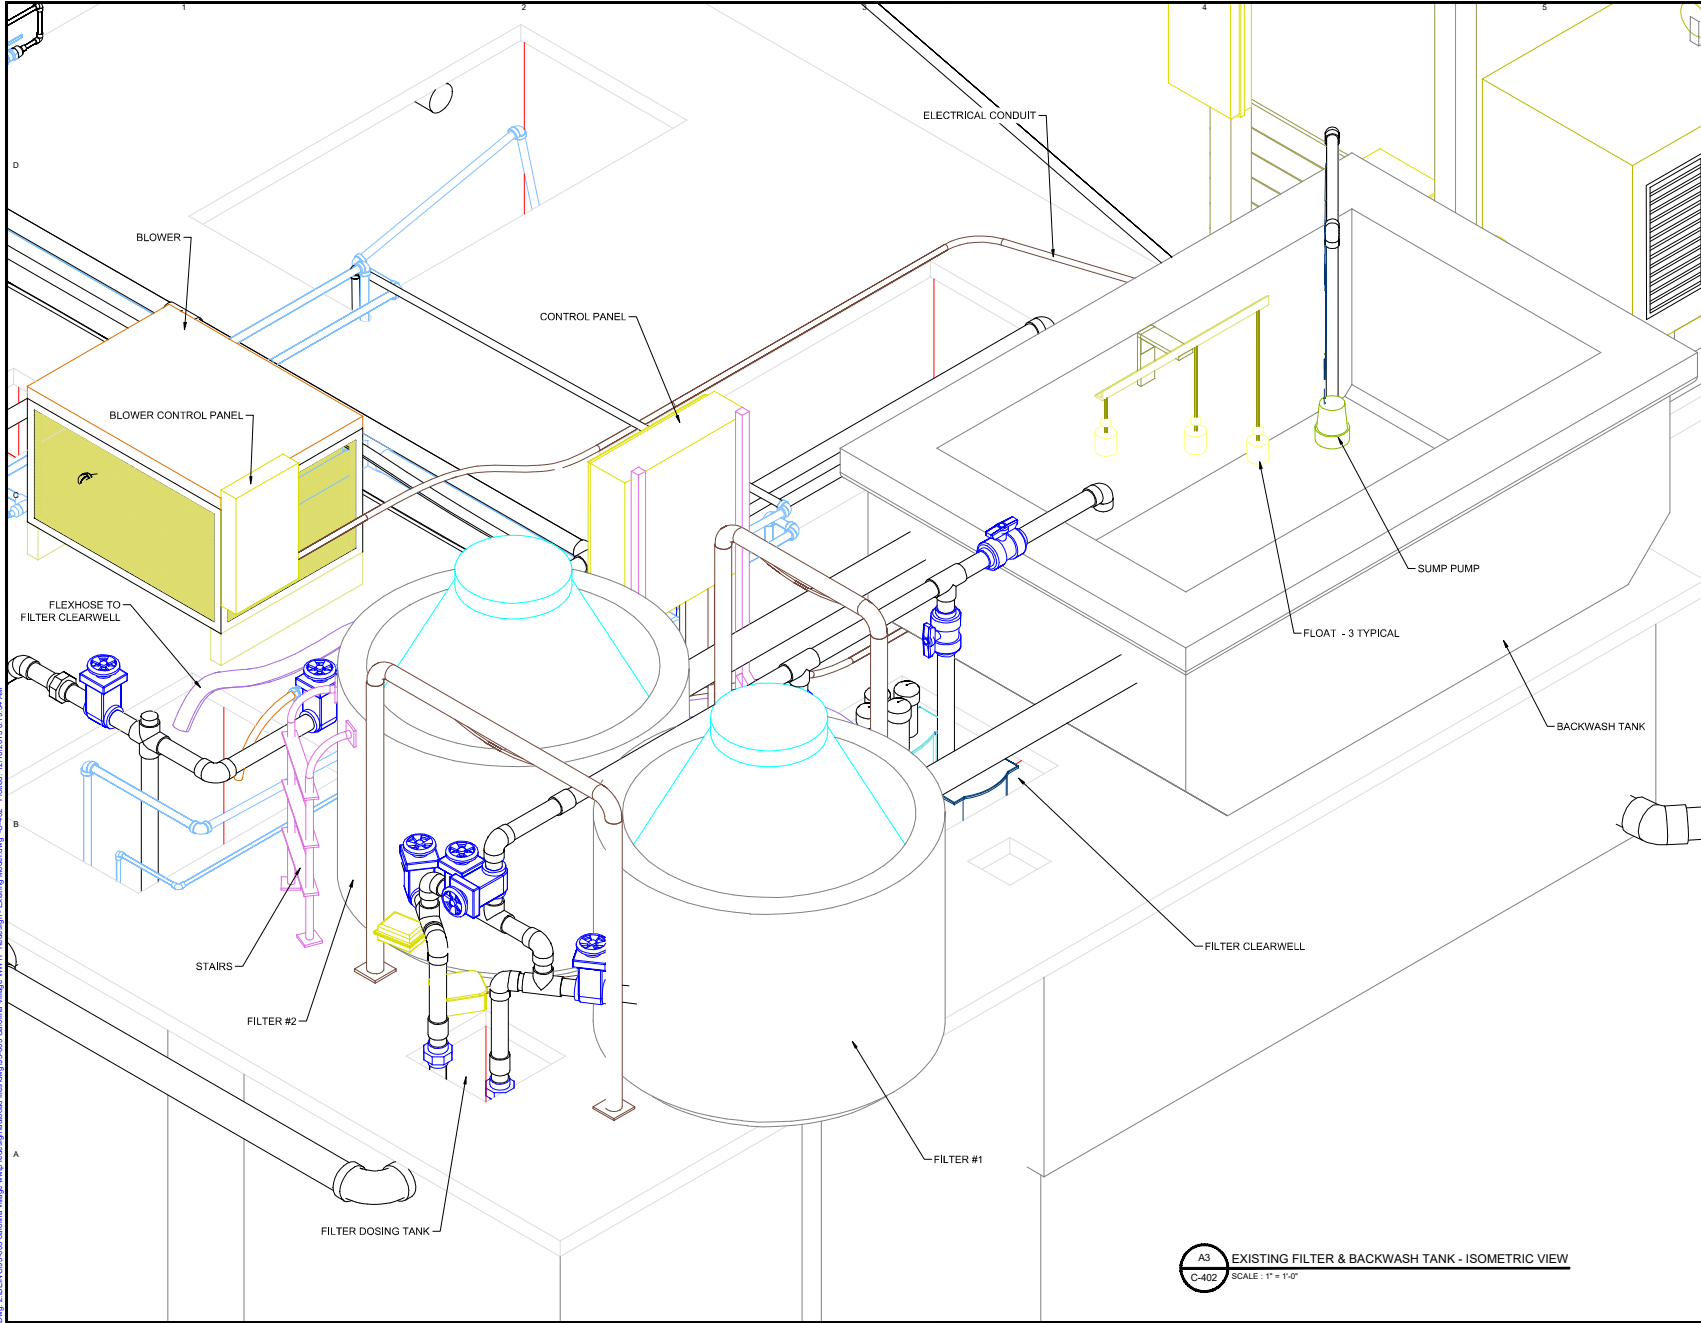 1 2 3 4 5
ELECTRICAL CONDUIT
D
BLOWER
CONTROL PANEL
BLOWER CONTROL PANEL
C
SUMP PUMP
FLEXHOSE TO
FILTER CLEARWELL
FLOAT - 3 TYPICAL
BACKWASH TANK
B
FILTER CLEARWELL
STAIRS
FILTER #2
A
FILTER #1
FILTER DOSING TANK
A3
EXISTING FILTER & BACKWASH TANK - ISOMETRIC VIEW
C-402
SCALE : 1" = 1'-0"